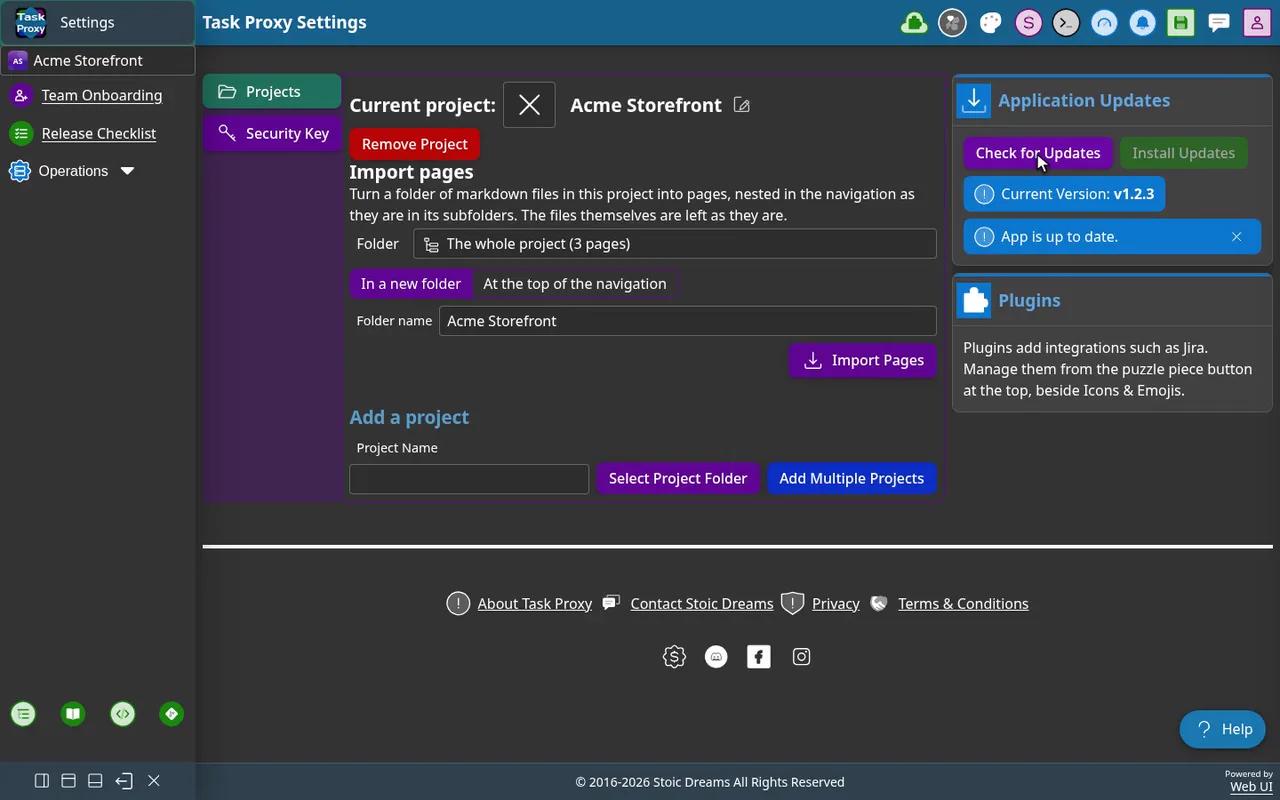 Task Proxy
Settings
Task Proxy Settings
S
AS
Acme Storefront
Team Onboarding
Release Checklist
Operations
Projects
Security Key
Current project:
Acme Storefront
Remove Project
Import pages
Turn a folder of markdown files in this project into pages, nested in the navigation as
they are in its subfolders. The files themselves are left as they are.
Folder
The whole project (3 pages)
In a new folder
At the top of the navigation
Folder name
Acme Storefront
Import Pages
Add a project
Project Name
Select Project Folder
Add Multiple Projects
Application Updates
Check for Updates
Install Updates
Current Version: v1.2.3
App is up to date.
Plugins
Plugins add integrations such as Jira.
Manage them from the puzzle piece button
at the top, beside Icons & Emojis.
About Task Proxy
Contact Stoic Dreams
Privacy
Terms & Conditions
Help
© 2016-2026 Stoic Dreams All Rights Reserved
Powered by
Web UI